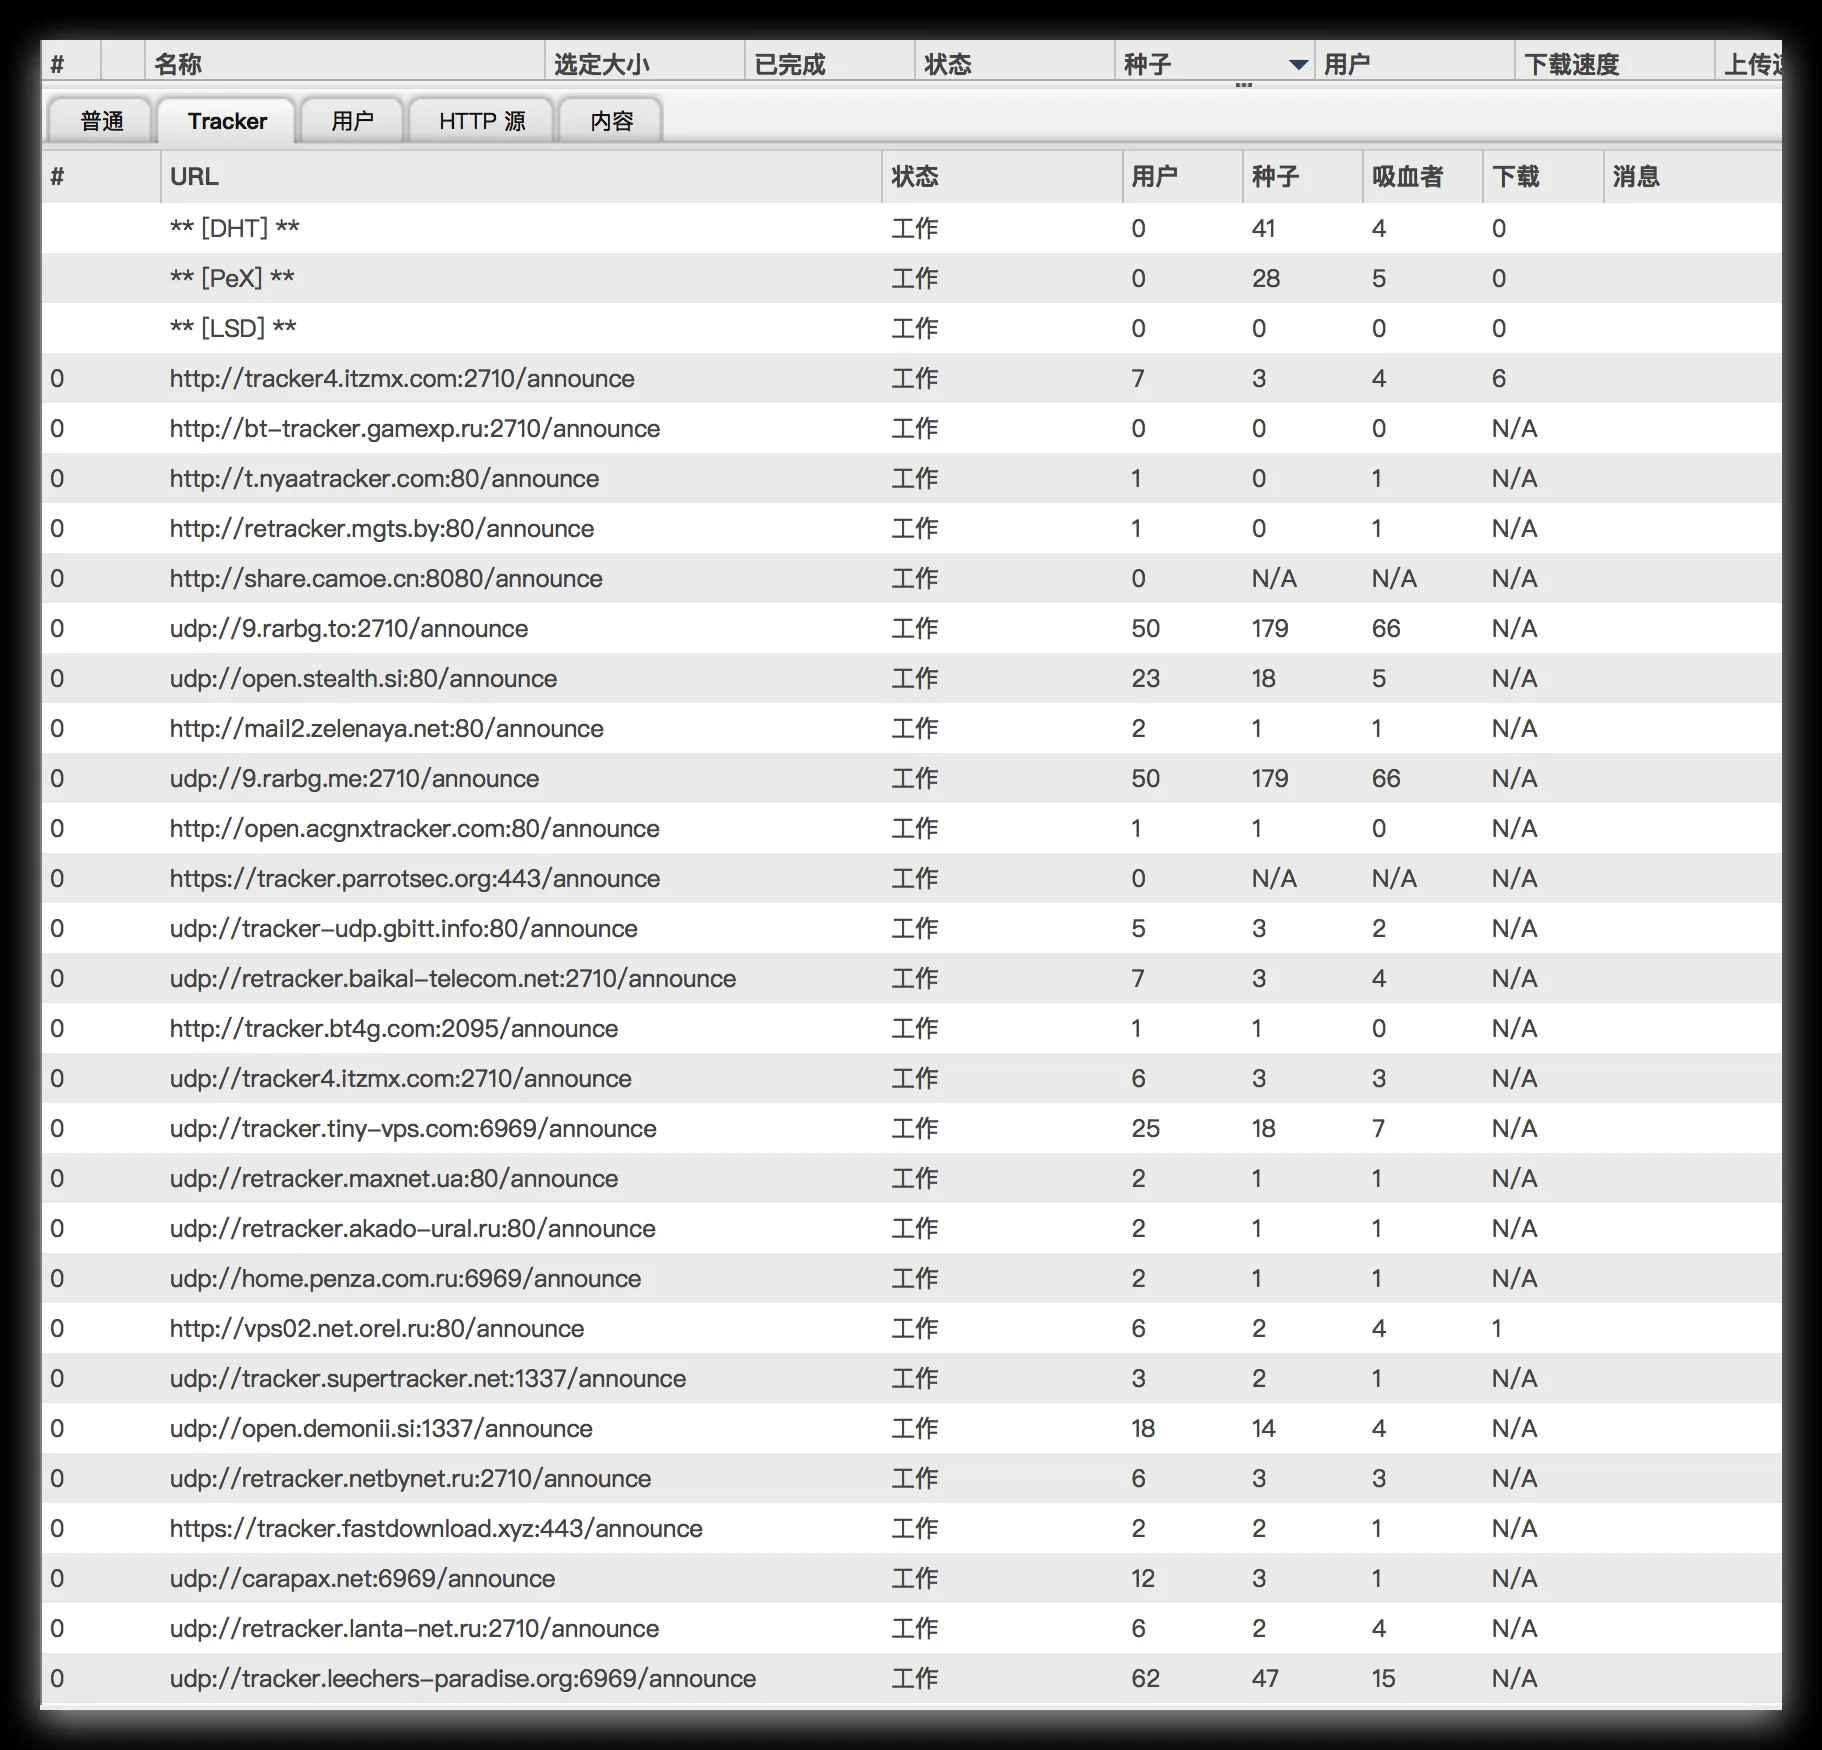 # 名称 选定大小 已完成 状态 种子 用户 下载速度 上传速
普通 Tracker 用户 HTTP 源 内容
# URL 状态 用户 种子 吸血者 下载 消息
** [DHT] ** 工作 0 41 4 0
** [PeX] ** 工作 0 28 5 0
** [LSD] ** 工作 0 0 0 0
0 http://tracker4.itzmx.com:2710/announce 工作 7 3 4 6
0 http://bt-tracker.gamexp.ru:2710/announce 工作 0 0 0 N/A
0 http://t.nyaatracker.com:80/announce 工作 1 0 1 N/A
0 http://retracker.mgts.by:80/announce 工作 1 0 1 N/A
0 http://share.camoe.cn:8080/announce 工作 0 N/A N/A N/A
0 udp://9.rarbg.to:2710/announce 工作 50 179 66 N/A
0 udp://open.stealth.si:80/announce 工作 23 18 5 N/A
0 http://mail2.zelenaya.net:80/announce 工作 2 1 1 N/A
0 udp://9.rarbg.me:2710/announce 工作 50 179 66 N/A
0 http://open.acgnxtracker.com:80/announce 工作 1 1 0 N/A
0 https://tracker.parrotsec.org:443/announce 工作 0 N/A N/A N/A
0 udp://tracker-udp.gbitt.info:80/announce 工作 5 3 2 N/A
0 udp://retracker.baikal-telecom.net:2710/announce 工作 7 3 4 N/A
0 http://tracker.bt4g.com:2095/announce 工作 1 1 0 N/A
0 udp://tracker4.itzmx.com:2710/announce 工作 6 3 3 N/A
0 udp://tracker.tiny-vps.com:6969/announce 工作 25 18 7 N/A
0 udp://retracker.maxnet.ua:80/announce 工作 2 1 1 N/A
0 udp://retracker.akado-ural.ru:80/announce 工作 2 1 1 N/A
0 udp://home.penza.com.ru:6969/announce 工作 2 1 1 N/A
0 http://vps02.net.orel.ru:80/announce 工作 6 2 4 1
0 udp://tracker.supertracker.net:1337/announce 工作 3 2 1 N/A
0 udp://open.demonii.si:1337/announce 工作 18 14 4 N/A
0 udp://retracker.netbynet.ru:2710/announce 工作 6 3 3 N/A
0 https://tracker.fastdownload.xyz:443/announce 工作 2 2 1 N/A
0 udp://carapax.net:6969/announce 工作 12 3 1 N/A
0 udp://retracker.lanta-net.ru:2710/announce 工作 6 2 4 N/A
0 udp://tracker.leechers-paradise.org:6969/announce 工作 62 47 15 N/A